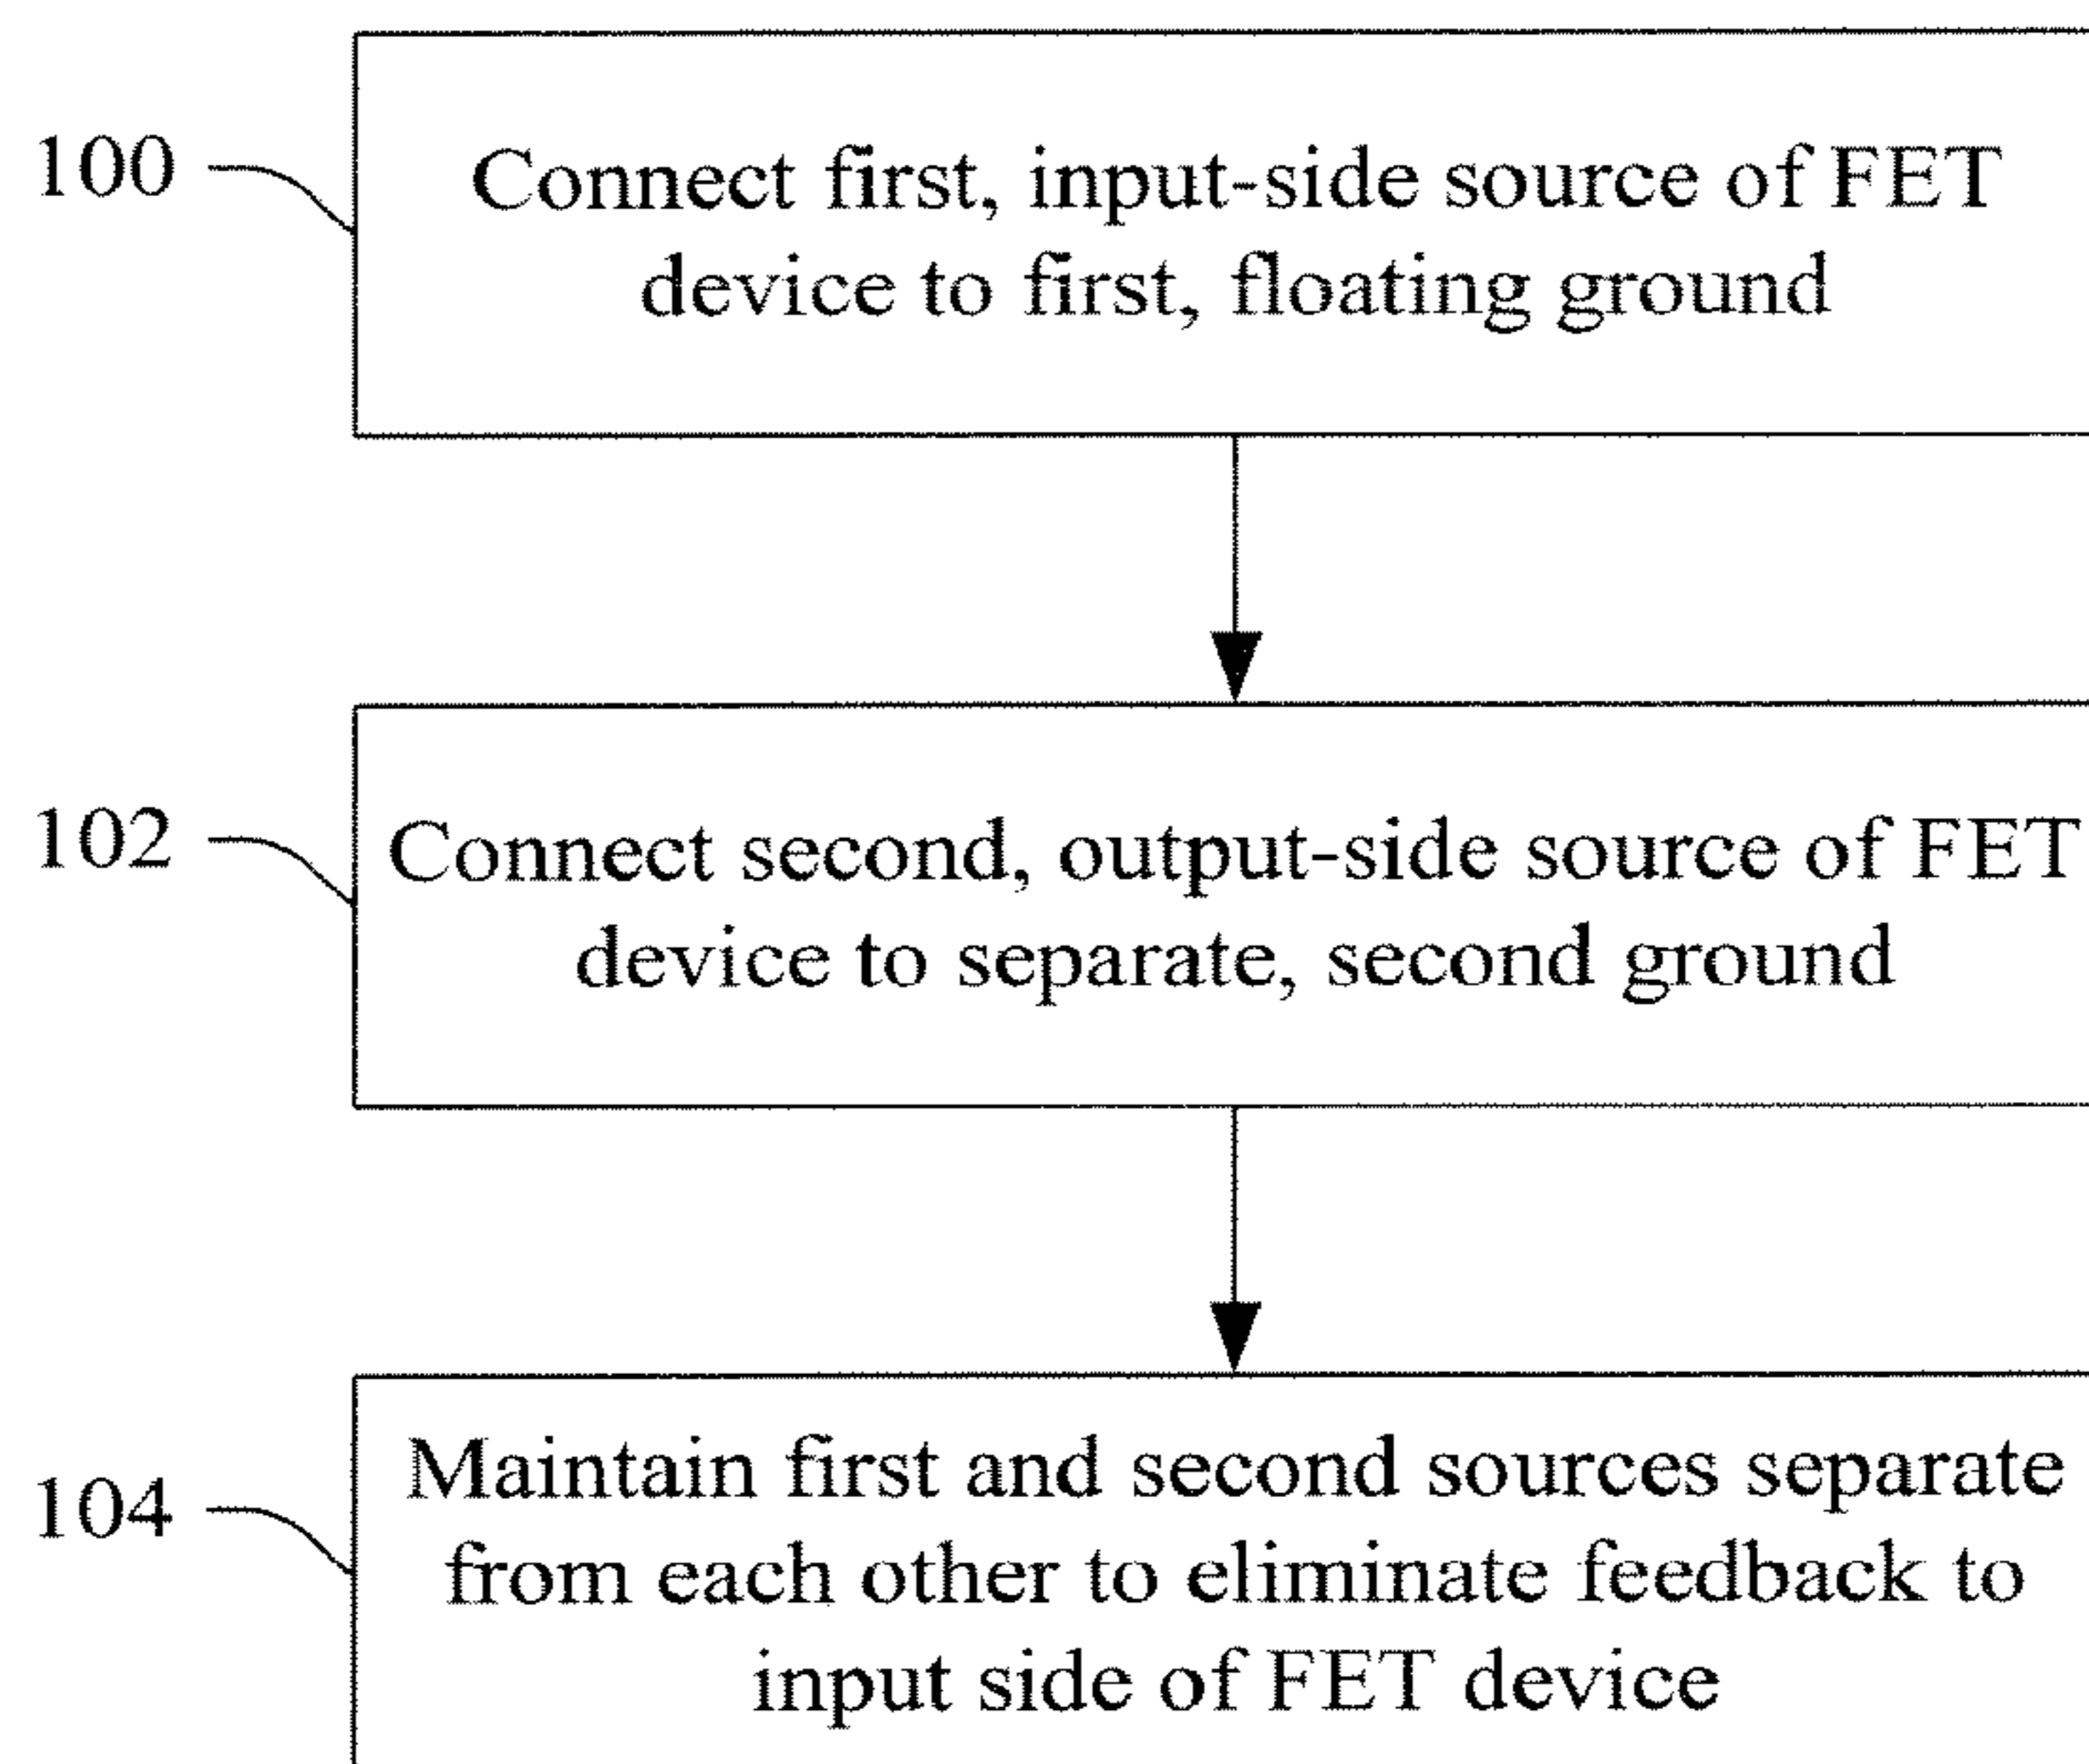 100
Connect first, input-side source of FET
device to first, floating ground
102
Connect second, output-side source of FET
device to separate, second ground
104
Maintain first and second sources separate
from each other to eliminate feedback to
input side of FET device